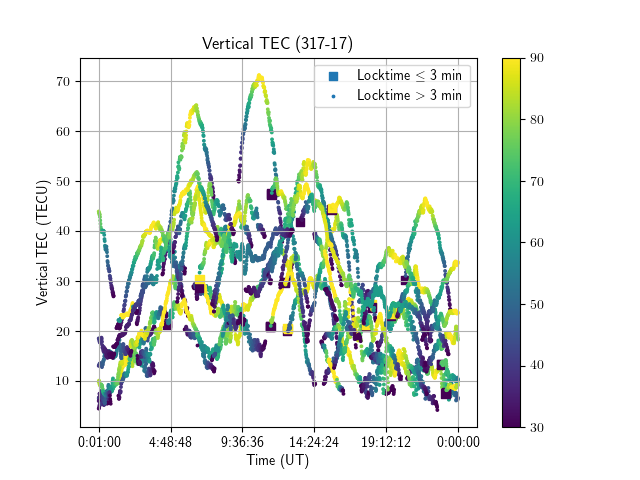 Vertical TEC (317-17)
Locktime ≤ 3 min
Locktime > 3 min
Vertical TEC (TECU)
70
60
50
40
30
20
10
0:01:00 4:48:48 9:36:36 14:24:24 19:12:12 0:00:00
Time (UT)
90
80
70
60
50
40
30